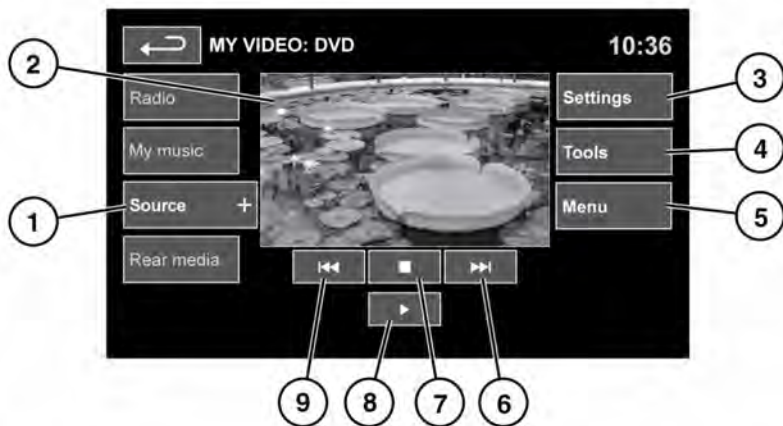 MY VIDEO: DVD 10:36
2
3
Radio
Settings
My music
Tools
4
Source +
Menu
1
5
Rear media
9
8
7
6